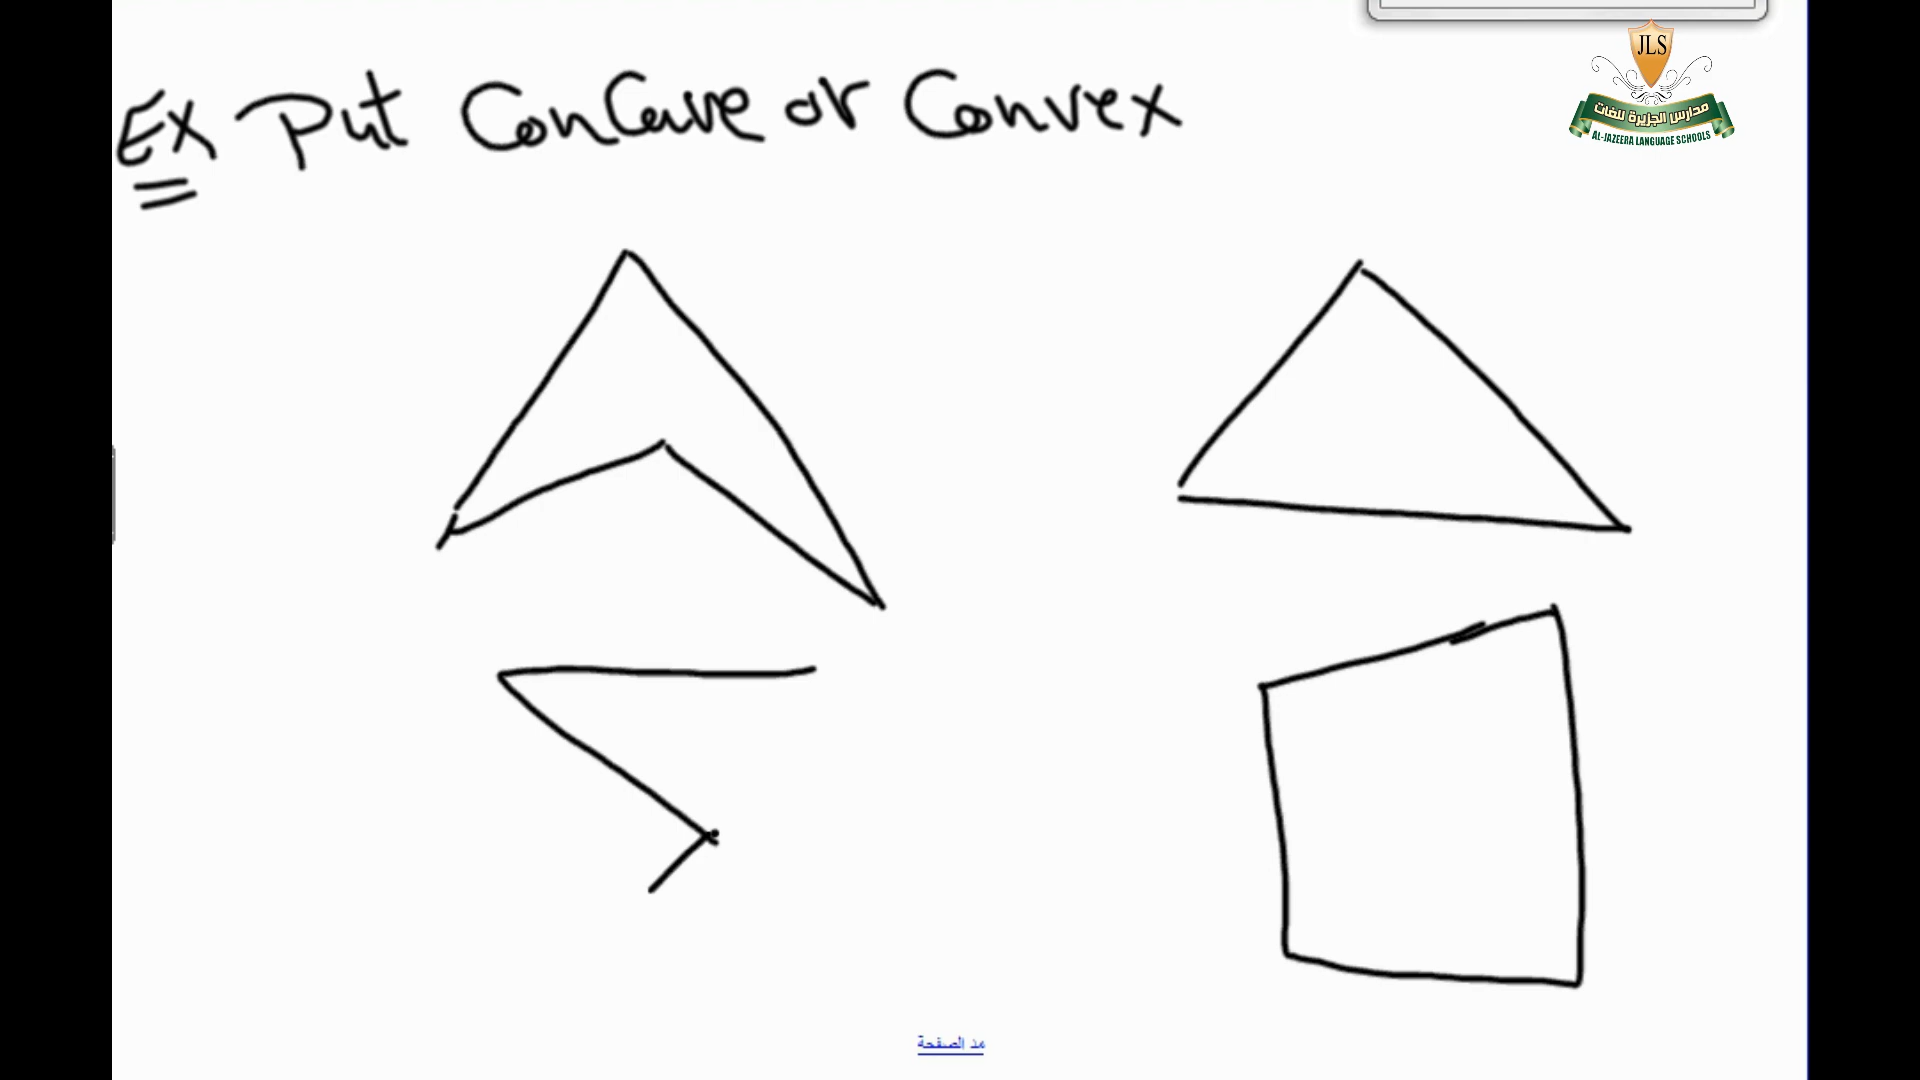 JLS
مدارس الجزيرة للغات
AL-JAZEERA LANGUAGE SCHOOLS
EX Put Concave or Convex
مد الصفحة